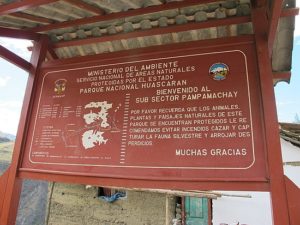 MINISTERIO DEL AMBIENTE
SERVICIO NACIONAL DE AREAS NATURALES
PROTEGIDAS POR EL ESTADO
PARQUE NACIONAL HUASCARAN
BIENVENIDO AL
SUB SECTOR PAMPAMACHAY
POR FAVOR RECUERDA QUE LOS ANIMALES,
PLANTAS Y PAISAJES NATURALES DE ESTE
PARQUE SE ENCUENTRAN PROTEGIDOS LE RE
COMENDAMOS EVITAR INCENDIOS CAZAR Y CAP
TURAR LA FAUNA SILVESTRE Y ARROJAR DES
PERDICIOS.
MUCHAS GRACIAS